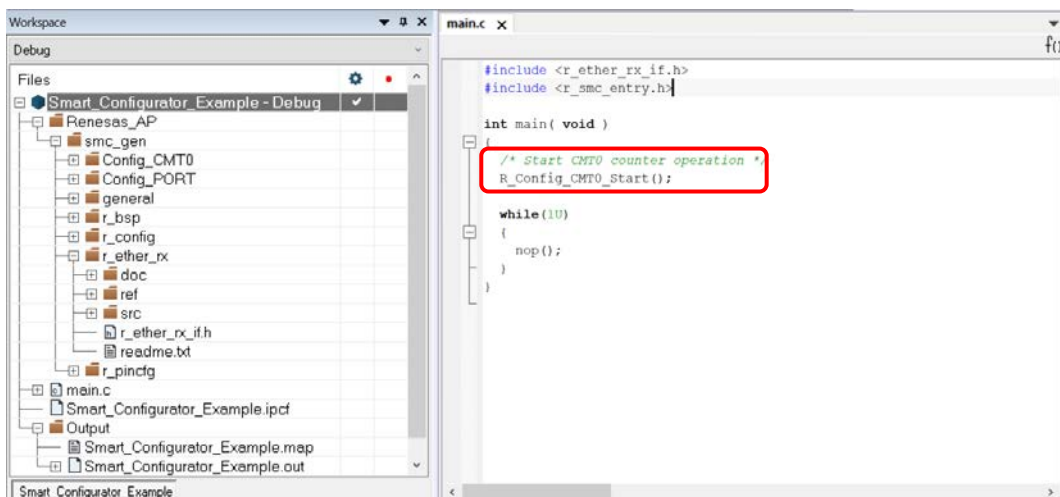 Workspace
Debug
Files
Smart_Configurator_Example - Debug
Renesas_AP
smc_gen
Config_CMT0
Config_PORT
general
r_bsp
r_config
r_ether_rx
doc
ref
src
r_ether_rx_if.h
readme.txt
r_pincfg
main.c
Smart_Configurator_Example.ipcf
Output
Smart_Configurator_Example.map
Smart_Configurator_Example.out
Smart_Configurator_Example
main.c
#include <r_ether_rx_if.h>
#include <r_smc_entry.h>
int main( void )
{
/* Start CMT0 counter operation */
R_Config_CMT0_Start();
while(1U)
{
nop();
}
}